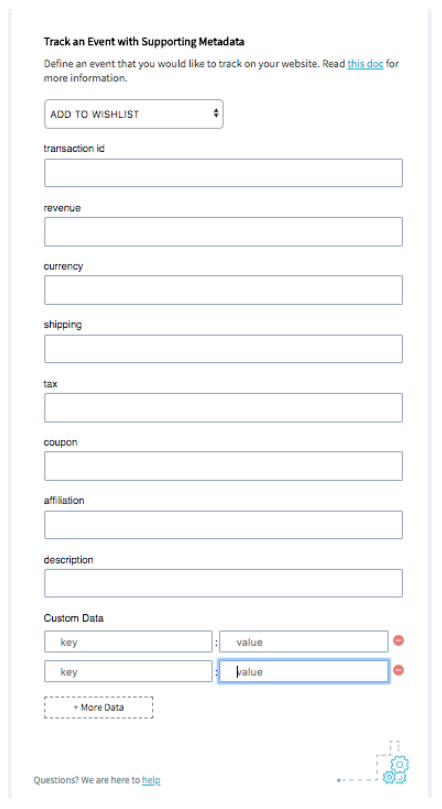 Track an Event with Supporting Metadata
Define an event that you would like to track on your website. Read this doc for
more information.
ADD TO WISHLIST
transaction id
revenue
currency
shipping
tax
coupon
affiliation
description
Custom Data
key : value
key : value
+ More Data
Questions? We are here to help